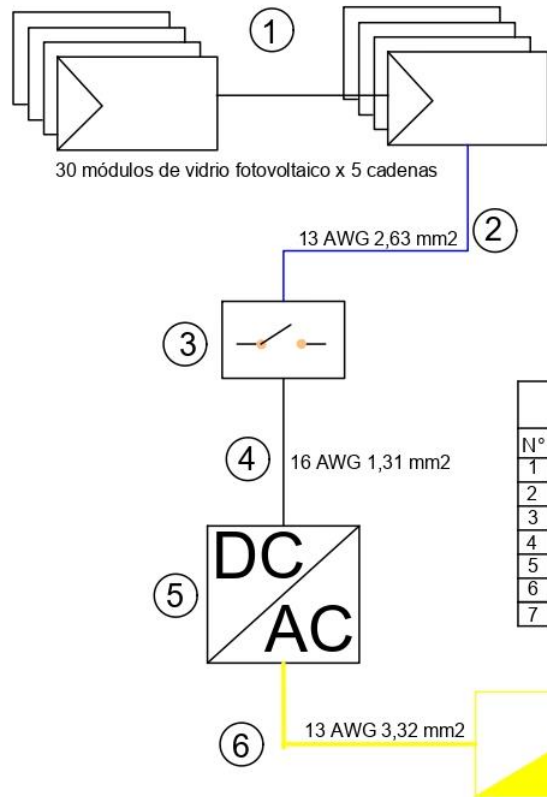 1
30 módulos de vidrio fotovoltaico x 5 cadenas
13 AWG 2,63 mm2
2
3
4
16 AWG 1,31 mm2
DC
AC
5
N°
1
2
3
4
5
6
7
6
13 AWG 3,32 mm2